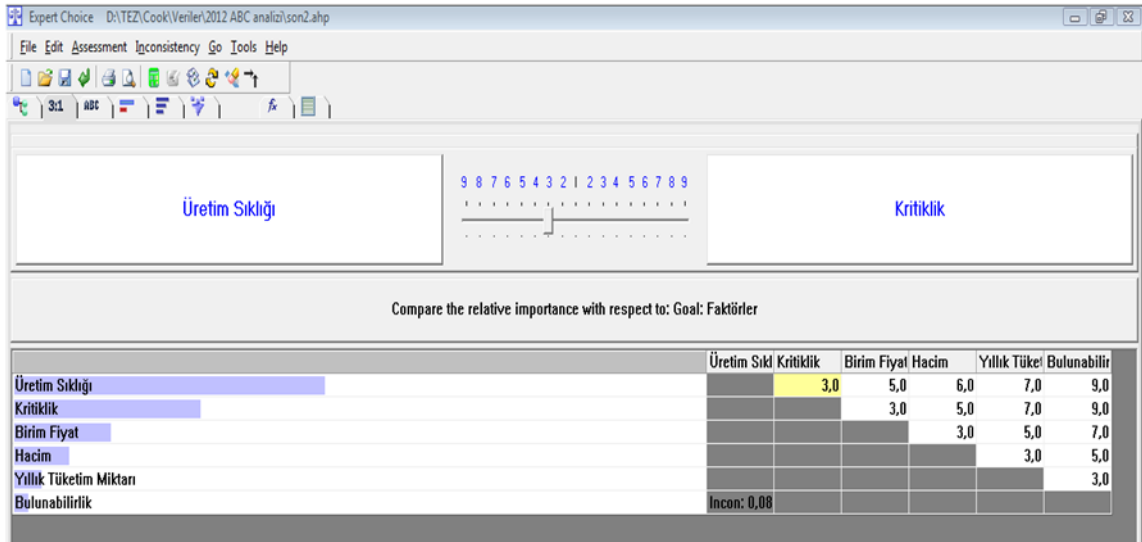 Expert Choice D:\TEZ\Cook\Veriler\2012 ABC analizi\son2.ahp
File Edit Assessment Inconsistency Go Tools Help
3:1 ABC fx
9 8 7 6 5 4 3 2 1 2 3 4 5 6 7 8 9
Üretim Sıklığı Kritiklik
Compare the relative importance with respect to: Goal: Faktörler
Üretim Sıkl Kritiklik Birim Fiyat Hacim Yıllık Tüket Bulunabilir
Üretim Sıklığı 3,0 5,0 6,0 7,0 9,0
Kritiklik 3,0 5,0 7,0 9,0
Birim Fiyat 3,0 5,0 7,0
Hacim 3,0 5,0
Yıllık Tüketim Miktarı 3,0
Bulunabilirlik Incon: 0,08